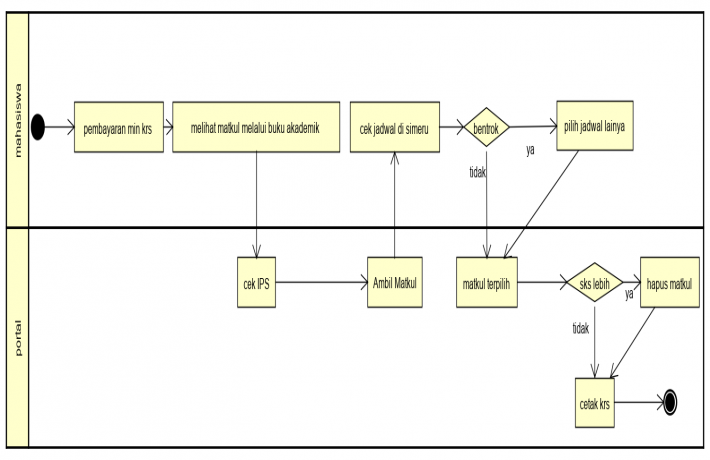 mahasiswa
pembayaran min krs
melihat matkul melalui buku akademik
cek jadwal di simeru
bentrok
ya
pilih jadwal lainya
tidak
portal
cek IPS
Ambil Matkul
matkul terpilih
sks lebih
ya
hapus matkul
tidak
cetak krs